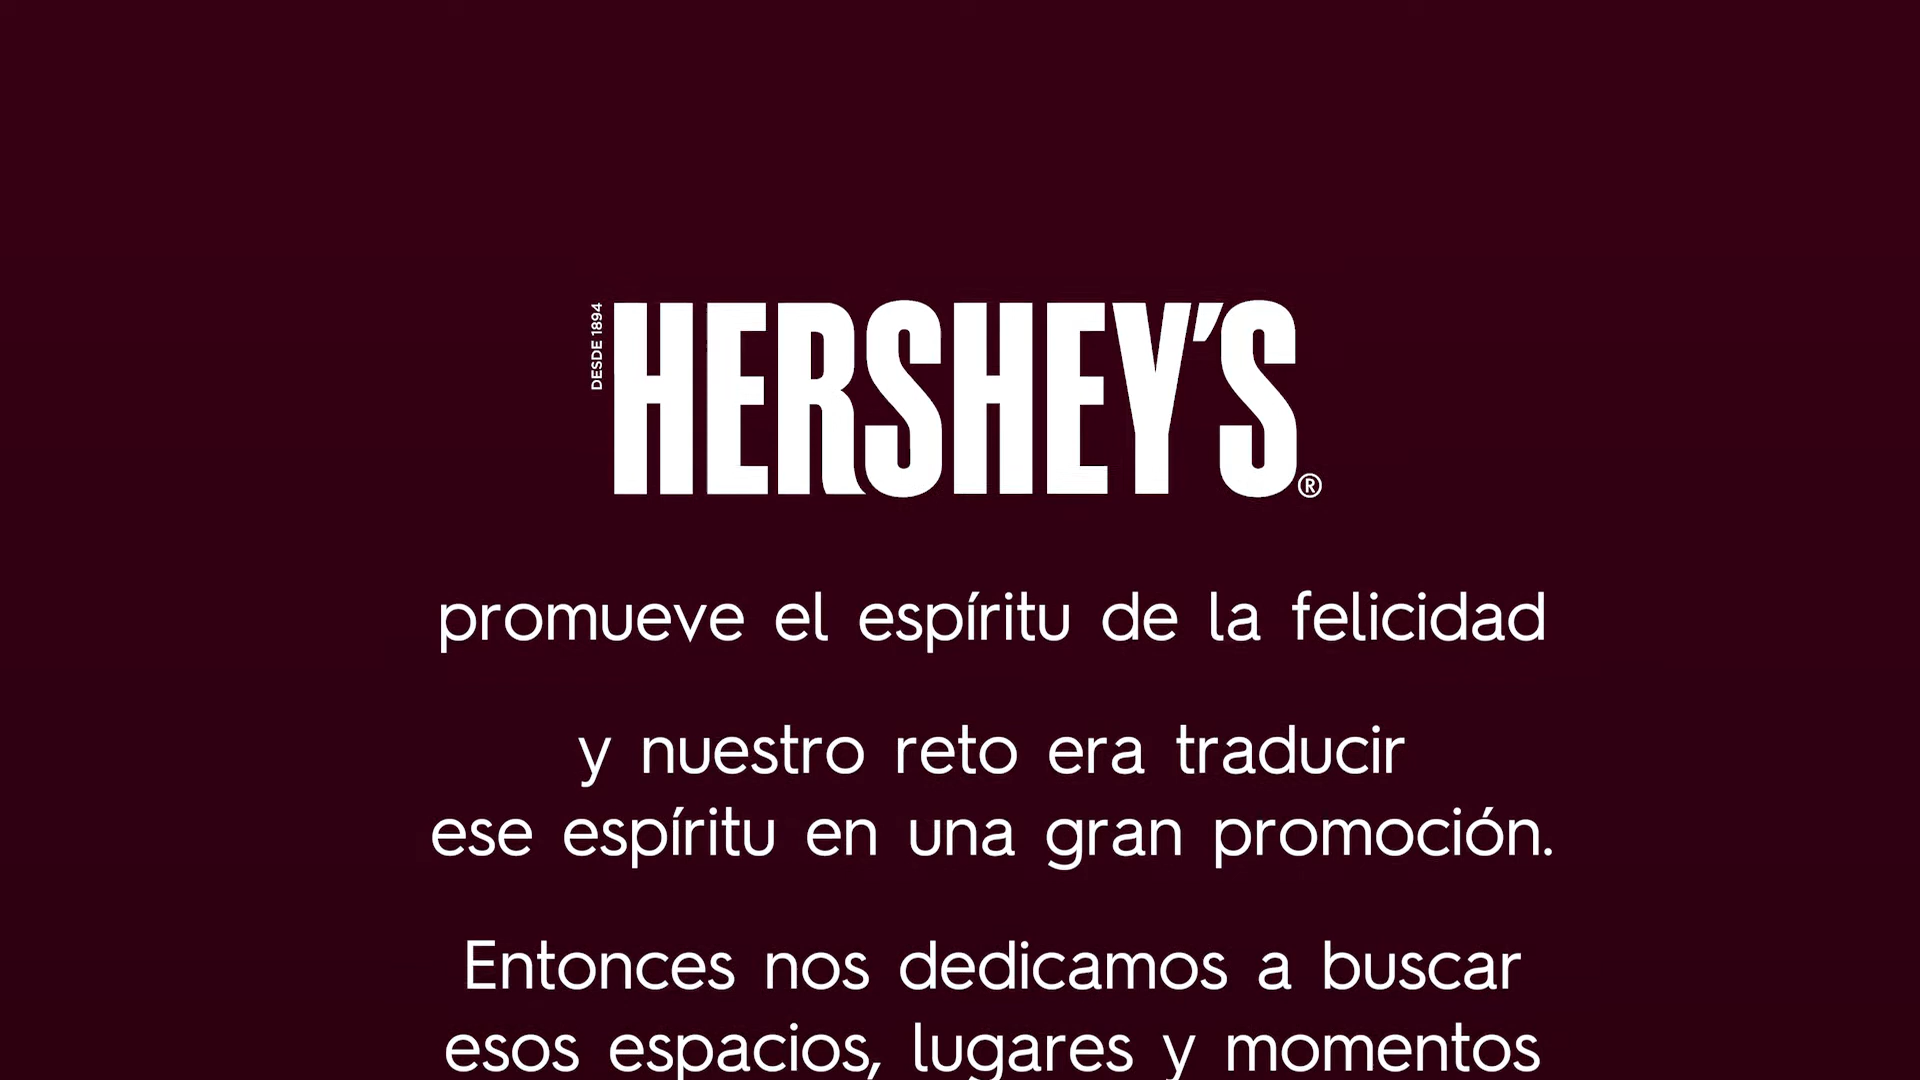 DESDE 1894
HERSHEY'S®
promueve el espíritu de la felicidad
y nuestro reto era traducir
ese espíritu en una gran promoción.
Entonces nos dedicamos a buscar
esos espacios, lugares y momentos